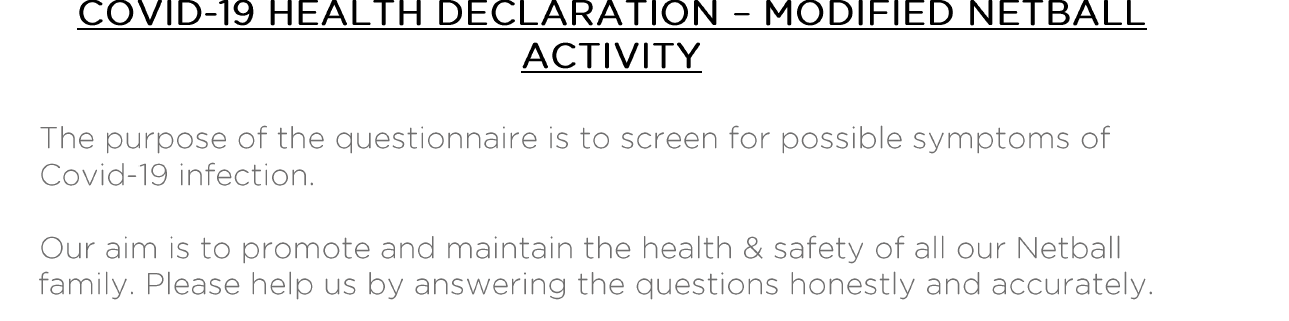 COVID-19 HEALTH DECLARATION – MODIFIED NETBALL
ACTIVITY
The purpose of the questionnaire is to screen for possible symptoms of
Covid-19 infection.
Our aim is to promote and maintain the health & safety of all our Netball
family. Please help us by answering the questions honestly and accurately.